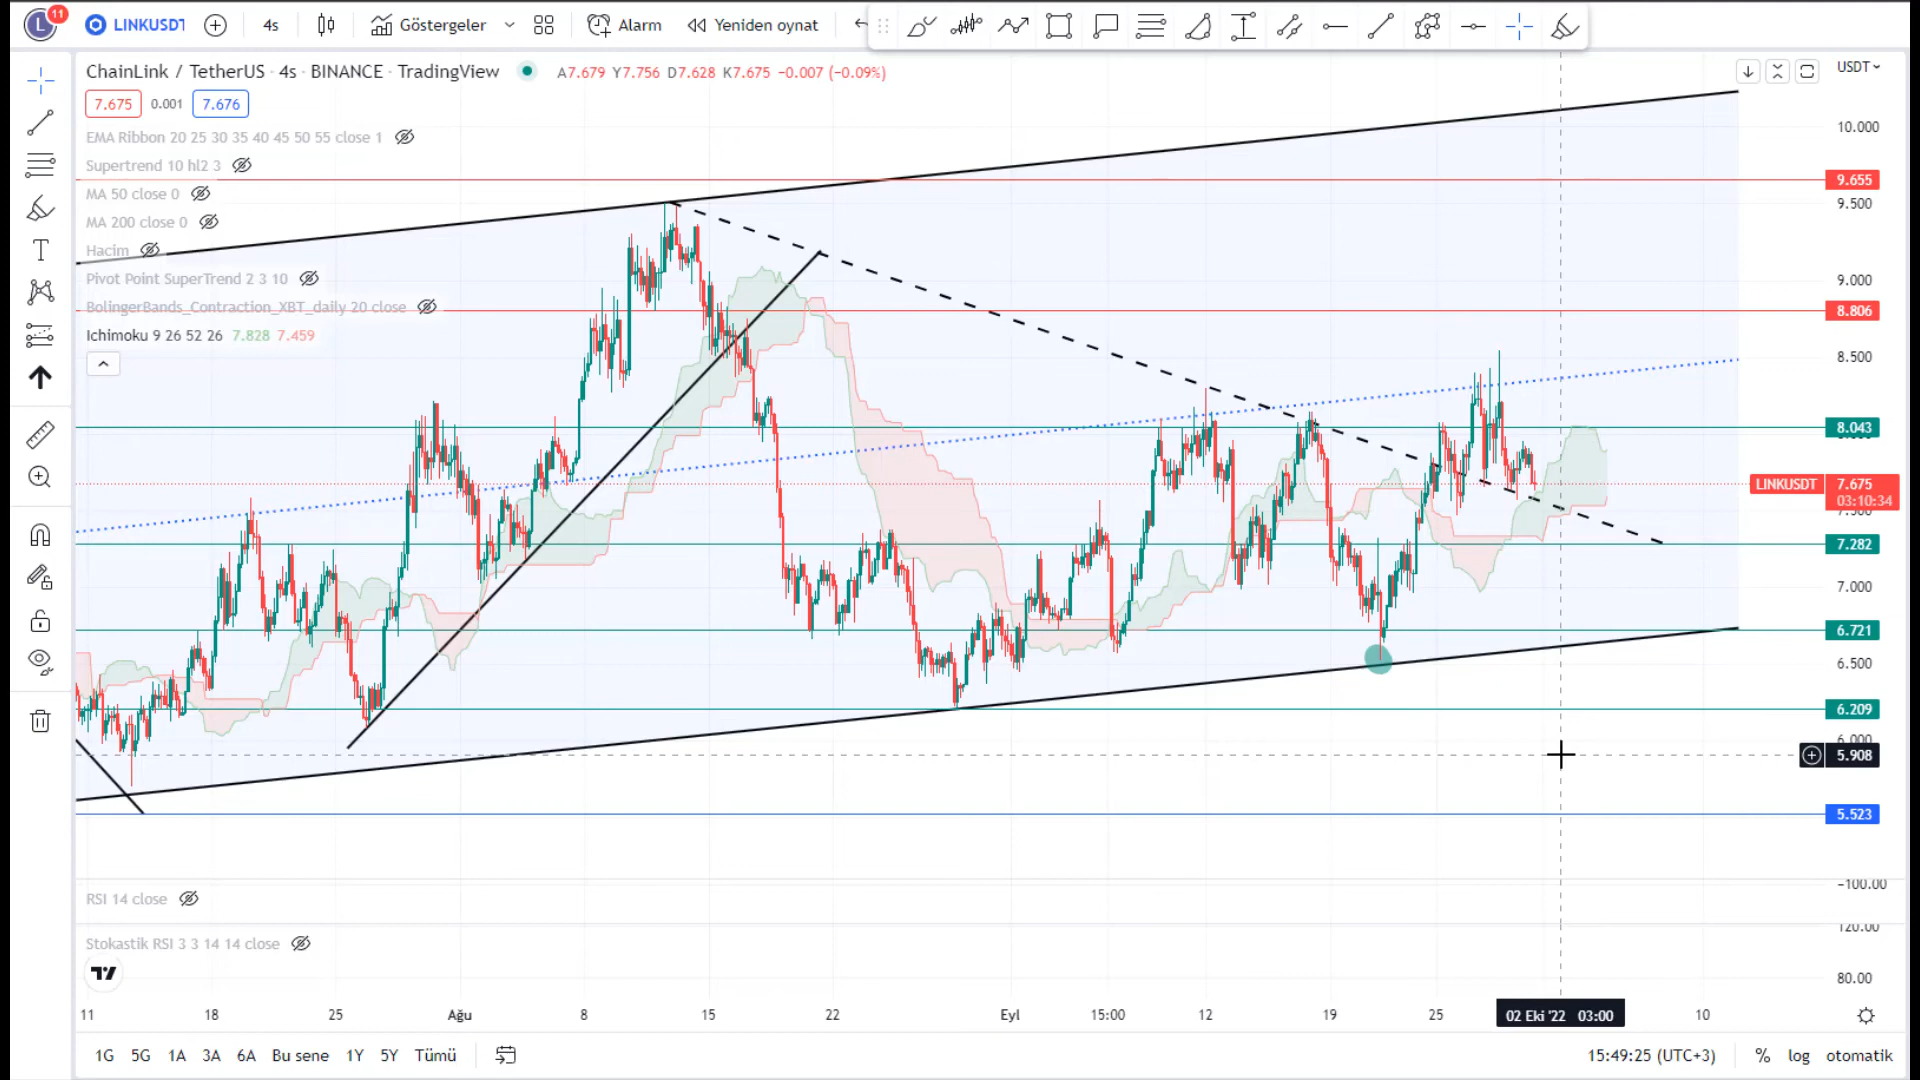 L 11 LINKUSDT 4s Göstergeler Alarm Yeniden oynat
ChainLink / TetherUS · 4s · BINANCE · TradingView A7.679 Y7.756 D7.628 K7.675 −0.007 (−0.09%)
USDT
7.675 0.001 7.676
EMA Ribbon 20 25 30 35 40 45 50 55 close 1
Supertrend 10 hl2 3
MA 50 close 0
MA 200 close 0
Hacim
Pivot Point SuperTrend 2 3 10
BolingerBands_Contraction_XBT_daily 20 close
Ichimoku 9 26 52 26 7.828 7.459
10.000
9.655
9.500
9.000
8.806
8.500
8.043
LINKUSDT 7.675
03:10:34
7.282
7.000
6.721
6.500
6.209
6.000
5.908
5.523
RSI 14 close
−100.00
Stokastik RSI 3 3 14 14 close
120.00
80.00
11 18 25 Ağu 8 15 22 Eyl 15:00 12 19 25 02 Eki '22 03:00 10
1G 5G 1A 3A 6A Bu sene 1Y 5Y Tümü 15:49:25 (UTC+3) % log otomatik